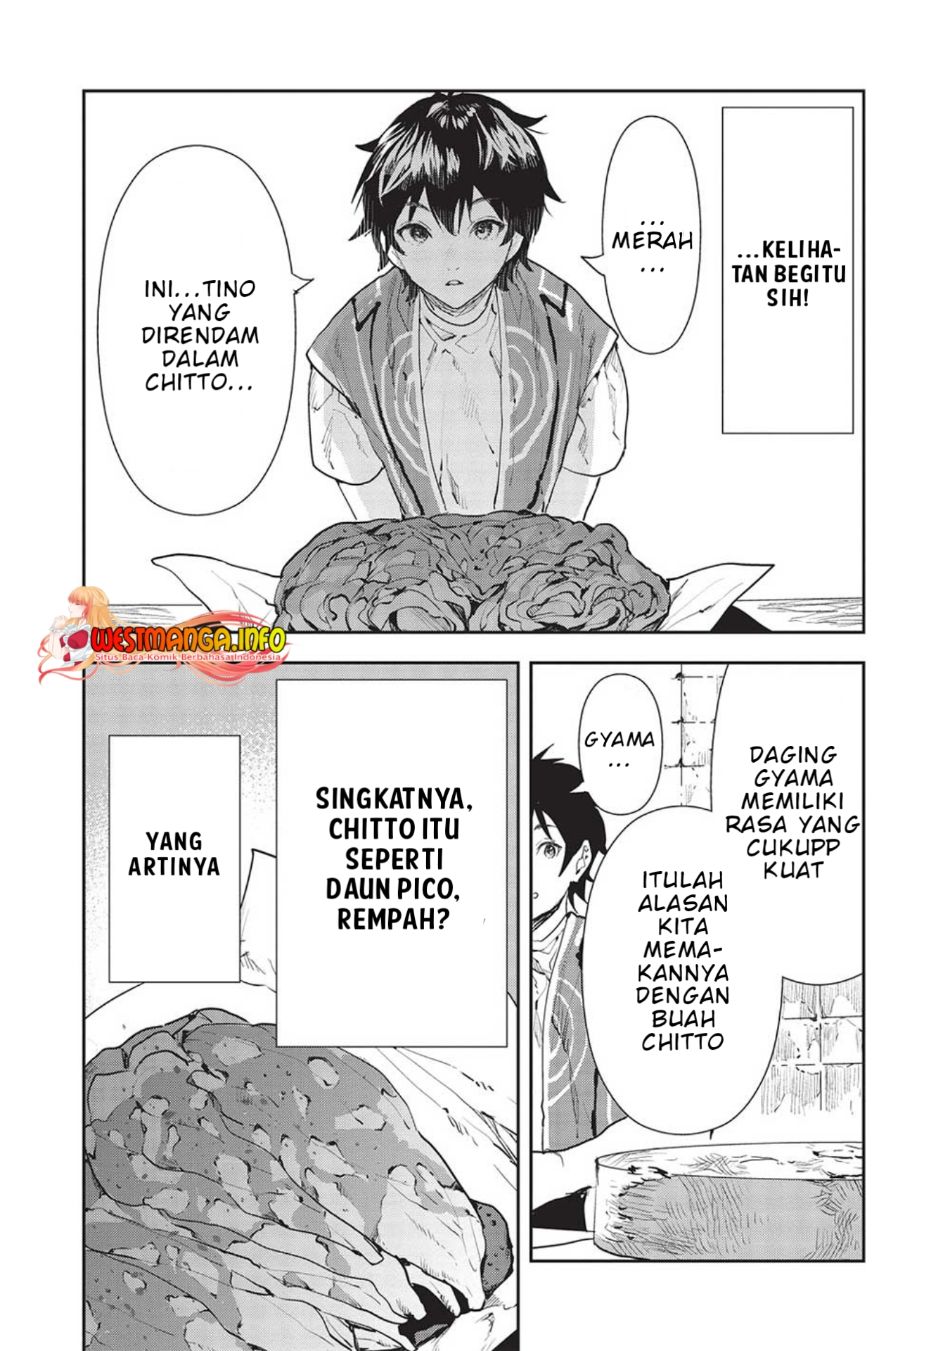 ...KELIHA-
TAN BEGITU
SIH!
...
MERAH
...
INI...TINO
YANG
DIRENDAM
DALAM
CHITTO...
WESTMANGA.INFO
Situs Baca Komik Berbahasa Indonesia
DAGING
GYAMA
MEMILIKI
RASA YANG
CUKUPP
KUAT
GYAMA
...
ITULAH
ALASAN
KITA
MEMA-
KANNYA
DENGAN
BUAH
CHITTO
SINGKATNYA,
CHITTO ITU
SEPERTI
DAUN PICO,
REMPAH?
YANG
ARTINYA